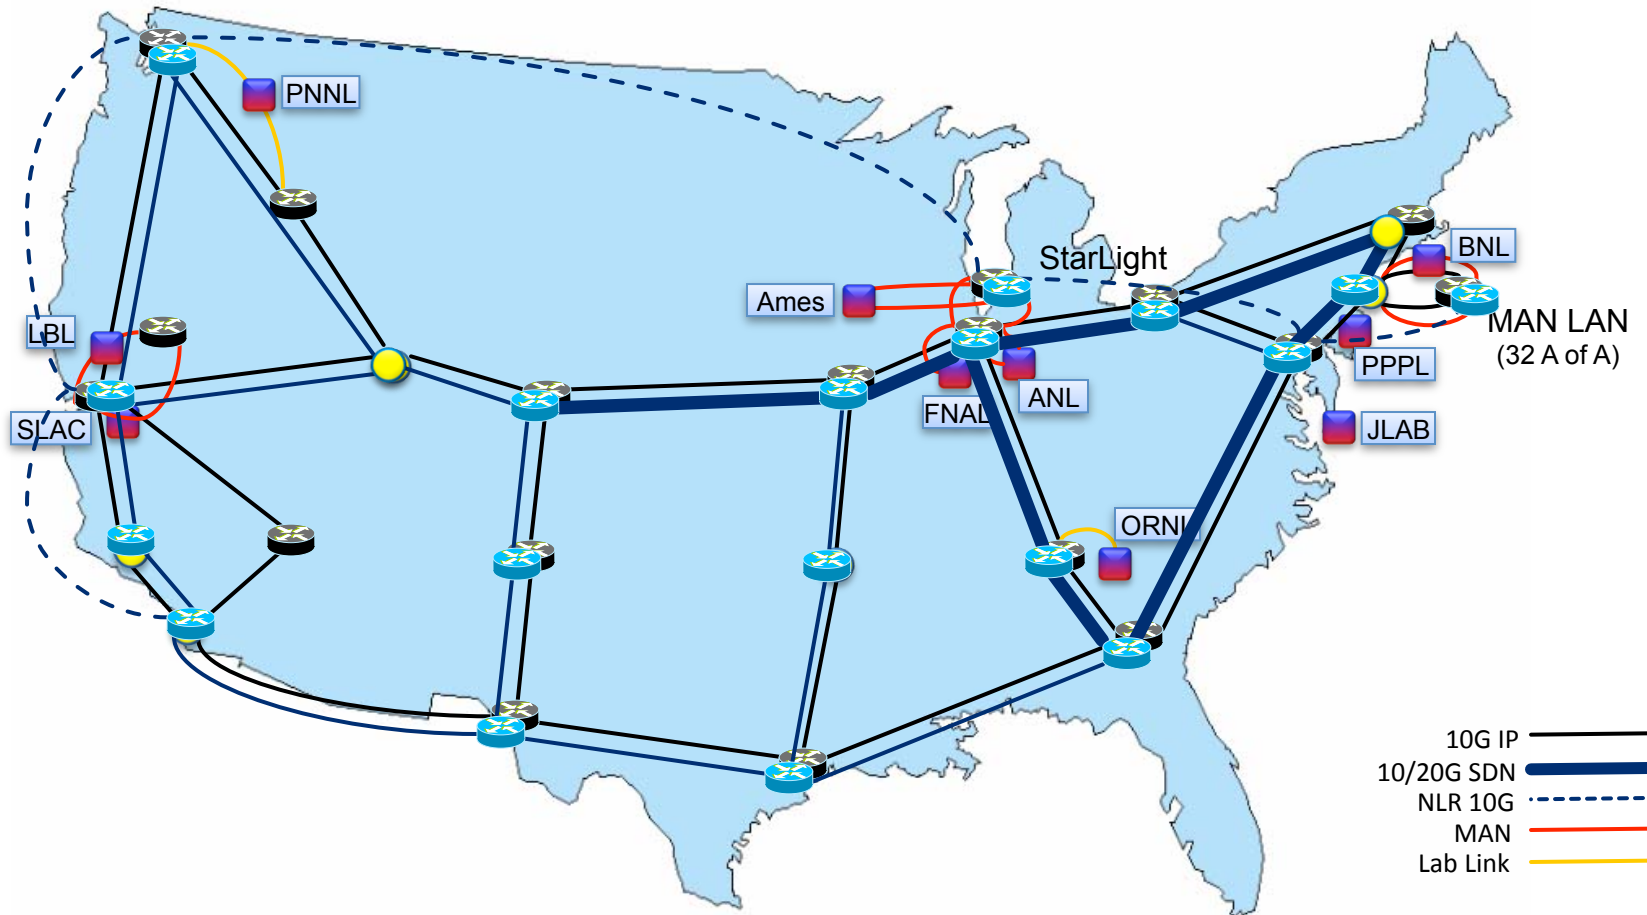 PNNL
StarLight
BNL
Ames
LBL
MAN LAN
(32 A of A)
PPPL
FNAL
ANL
SLAC
JLAB
ORNL
10G IP
10/20G SDN
NLR 10G
MAN
Lab Link